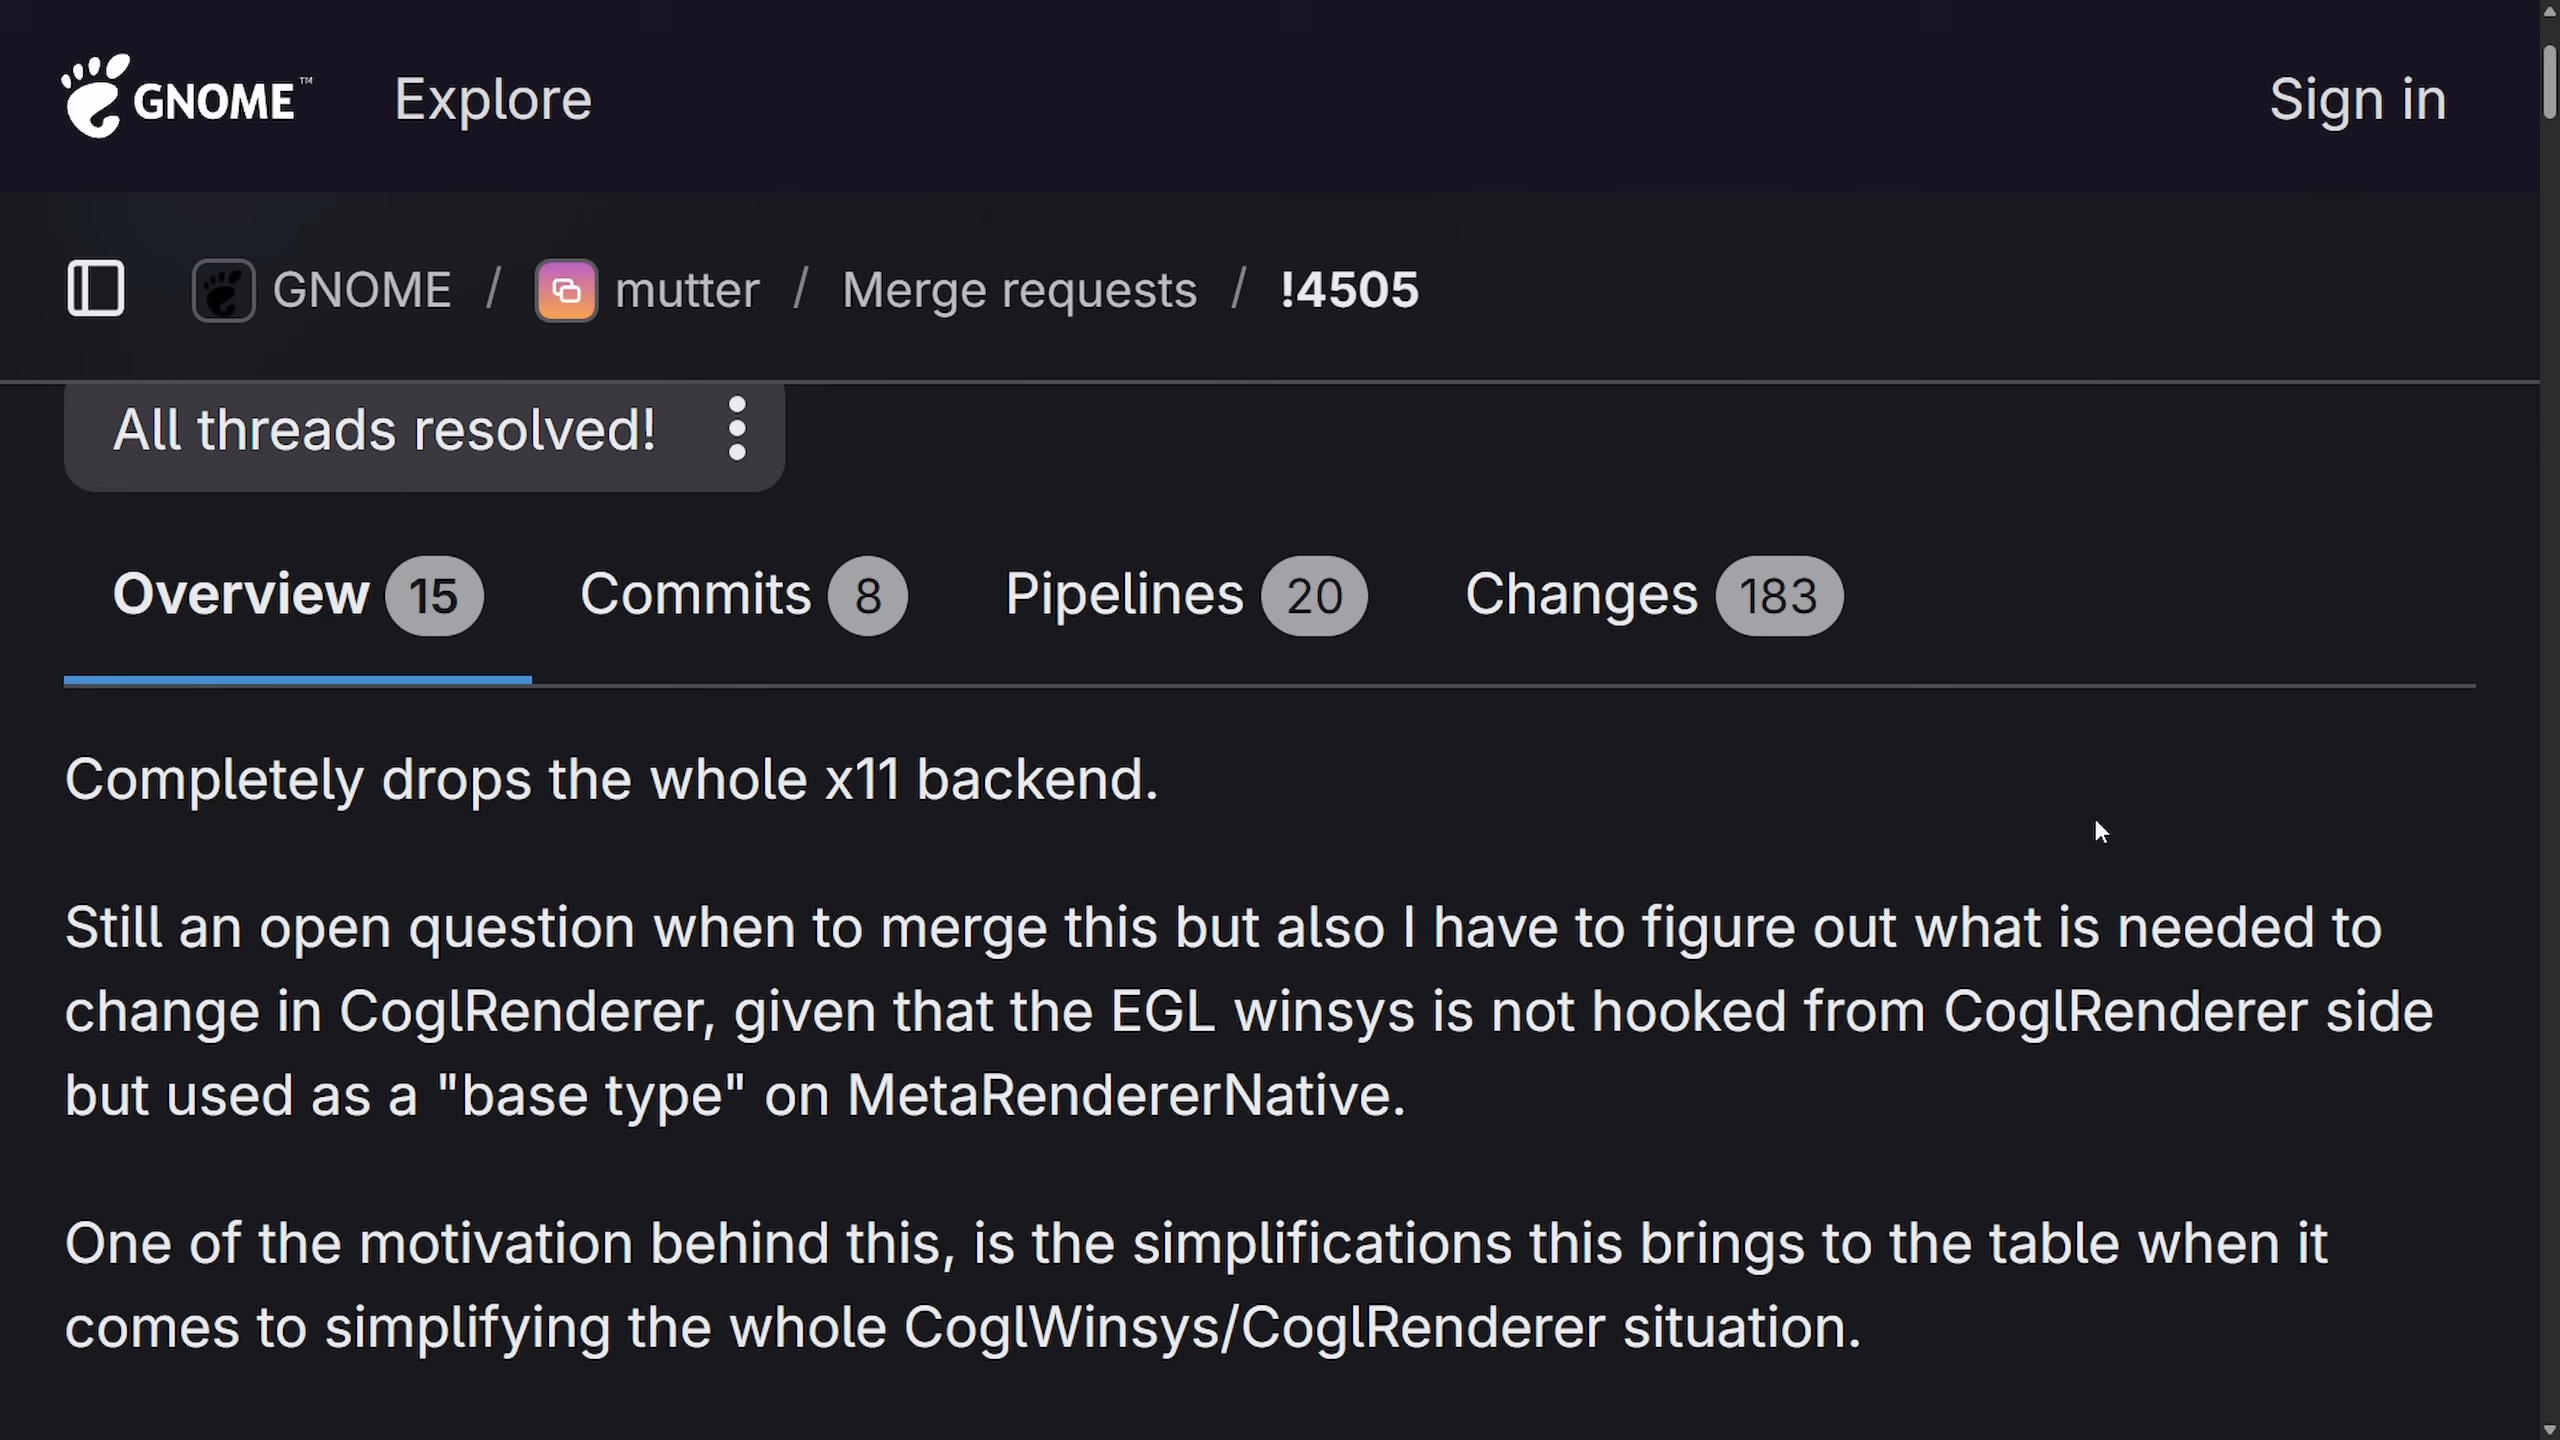 GNOME™ Explore Sign in
GNOME / mutter / Merge requests / !4505
All threads resolved!
Overview 15 Commits 8 Pipelines 20 Changes 183
Completely drops the whole x11 backend.
Still an open question when to merge this but also I have to figure out what is needed to
change in CoglRenderer, given that the EGL winsys is not hooked from CoglRenderer side
but used as a "base type" on MetaRendererNative.
One of the motivation behind this, is the simplifications this brings to the table when it
comes to simplifying the whole CoglWinsys/CoglRenderer situation.